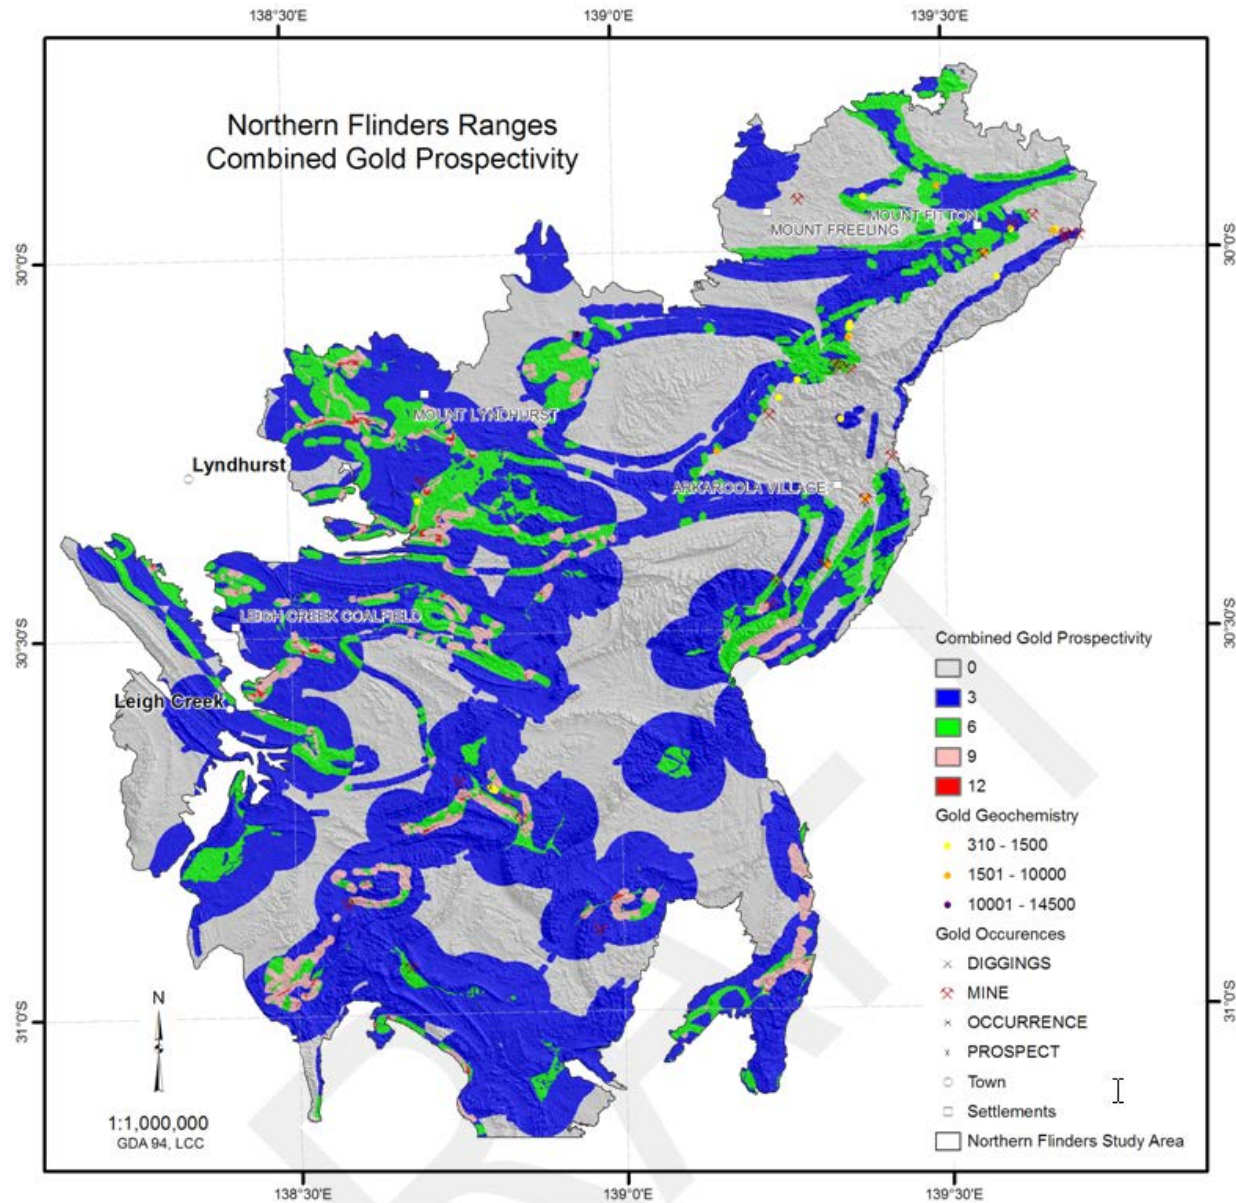 138°30'E 139°0'E 139°30'E
Northern Flinders Ranges
Combined Gold Prospectivity
MOUNT FITTON
MOUNT FREELING
30°0'S 30°0'S
MOUNT LYNDHURST
Lyndhurst
ARKAROOLA VILLAGE
LEIGH CREEK COALFIELD
30°30'S 30°30'S
Leigh Creek
Combined Gold Prospectivity
0
3
6
9
12
Gold Geochemistry
310 - 1500
1501 - 10000
10001 - 14500
Gold Occurences
DIGGINGS
MINE
OCCURRENCE
PROSPECT
Town
Settlements
Northern Flinders Study Area
N
31°0'S 31°0'S
1:1,000,000
GDA 94, LCC
138°30'E 139°0'E 139°30'E
DRAFT